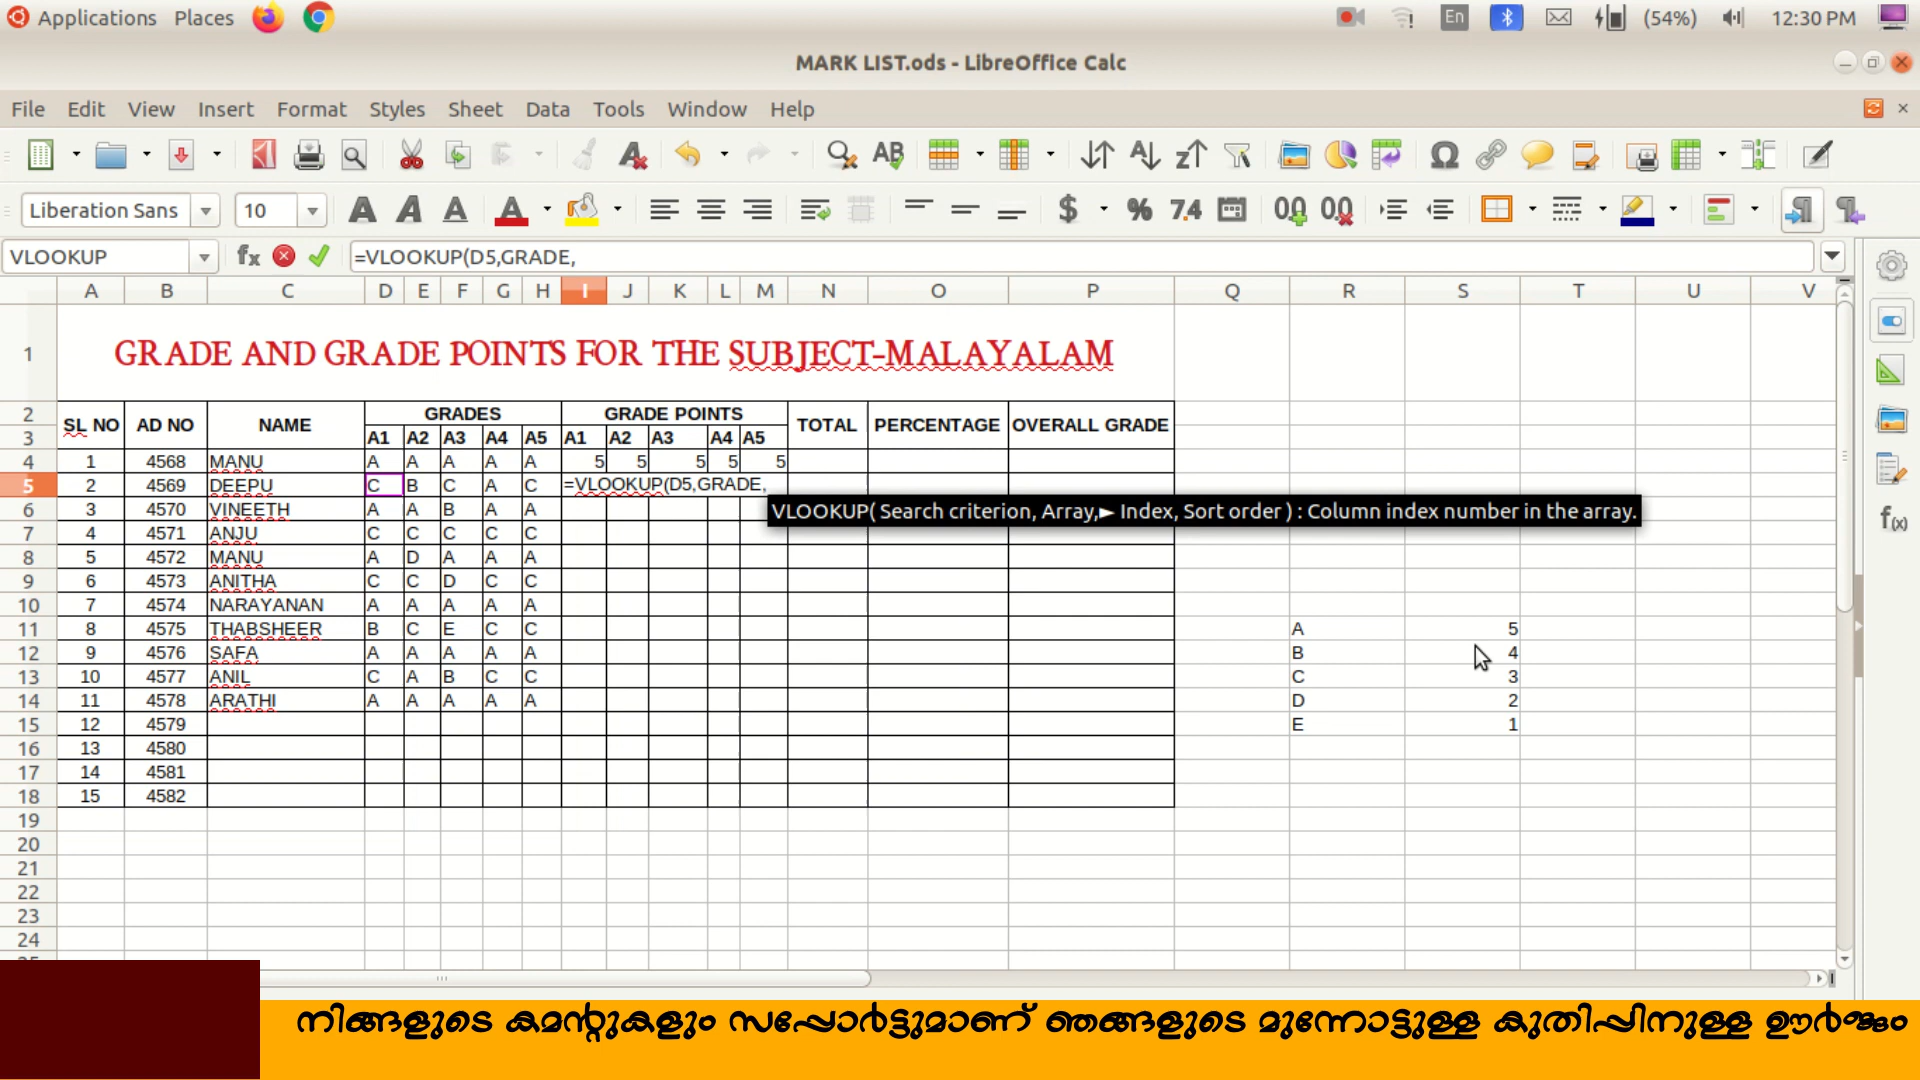 Applications Places En (54%) 12:30 PM
MARK LIST.ods - LibreOffice Calc
File Edit View Insert Format Styles Sheet Data Tools Window Help
Liberation Sans 10
VLOOKUP =VLOOKUP(D5,GRADE,
A B C D E F G H I J K L M N O P Q R S T U V
1 GRADE AND GRADE POINTS FOR THE SUBJECT-MALAYALAM
2 SL NO AD NO NAME GRADES GRADE POINTS TOTAL PERCENTAGE OVERALL GRADE
3 A1 A2 A3 A4 A5 A1 A2 A3 A4 A5
4 1 4568 MANU A A A A A 5 5 5 5 5
5 2 4569 DEEPU C B C A C =VLOOKUP(D5,GRADE,
6 3 4570 VINEETH A A B A A VLOOKUP( Search criterion, Array,► Index, Sort order ) : Column index number in the array.
7 4 4571 ANJU C C C C C
8 5 4572 MANU A D A A A
9 6 4573 ANITHA C C D C C
10 7 4574 NARAYANAN A A A A A
11 8 4575 THABSHEER B C E C C A 5
12 9 4576 SAFA A A A A A B 4
13 10 4577 ANIL C A B C C C 3
14 11 4578 ARATHI A A A A A D 2
15 12 4579 E 1
16 13 4580
17 14 4581
18 15 4582
19
20
21
22
23
24
നിങ്ങളുടെ കമന്റുകളും സപ്പോർട്ടുമാണ് ഞങ്ങളുടെ മുന്നോട്ടുള്ള കുതിപ്പിനുള്ള ഊർജ്ജം